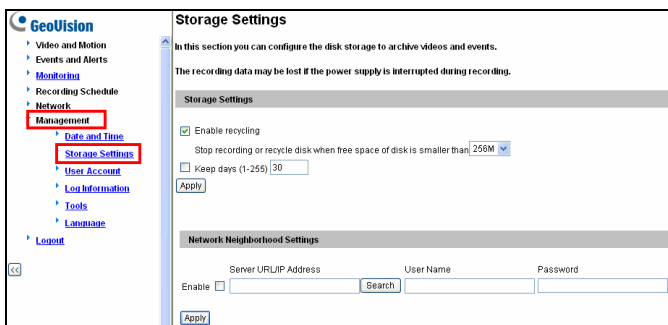 GeoVision
Video and Motion
Events and Alerts
Monitoring
Recording Schedule
Network
Management
Date and Time
Storage Settings
User Account
Log Information
Tools
Language
Logout
<<
Storage Settings
In this section you can configure the disk storage to archive videos and events.
The recording data may be lost if the power supply is interrupted during recording.
Storage Settings
Enable recycling
Stop recording or recycle disk when free space of disk is smaller than 256M
Keep days (1-255) 30
Apply
Network Neighborhood Settings
Server URL/IP Address User Name Password
Enable Search
Apply